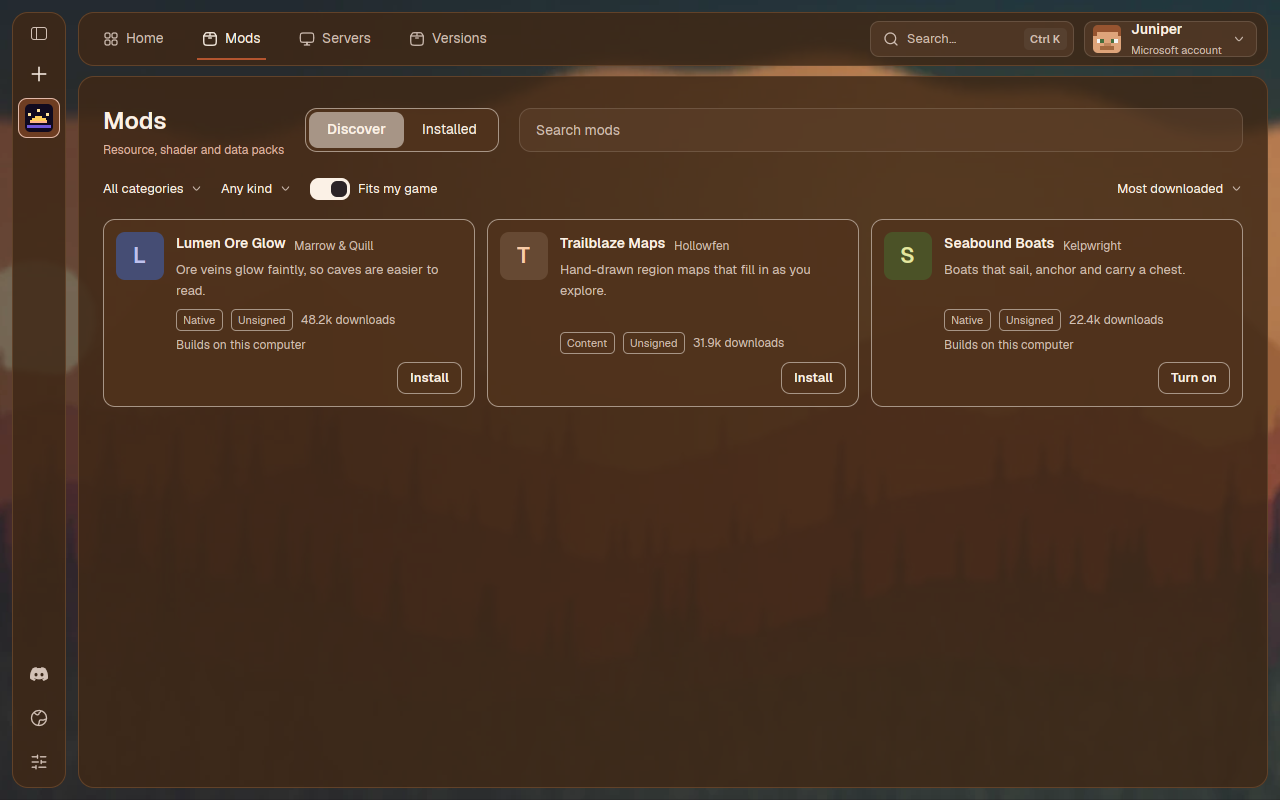 Home
Mods
Servers
Versions
Search...
Ctrl K
Juniper
Microsoft account
Mods
Resource, shader and data packs
Discover
Installed
Search mods
All categories
Any kind
Fits my game
Most downloaded
L
Lumen Ore Glow Marrow & Quill
Ore veins glow faintly, so caves are easier to
read.
Native Unsigned 48.2k downloads
Builds on this computer
Install
T
Trailblaze Maps Hollowfen
Hand-drawn region maps that fill in as you
explore.
Content Unsigned 31.9k downloads
Install
S
Seabound Boats Kelpwright
Boats that sail, anchor and carry a chest.
Native Unsigned 22.4k downloads
Builds on this computer
Turn on